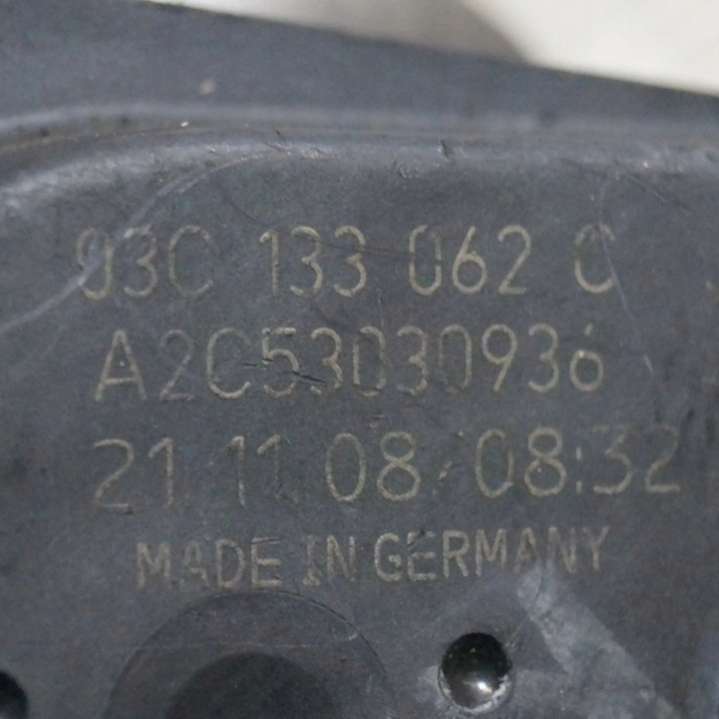 03C 133 062 C
A2C53030936
21.11.08/08:32
MADE IN GERMANY